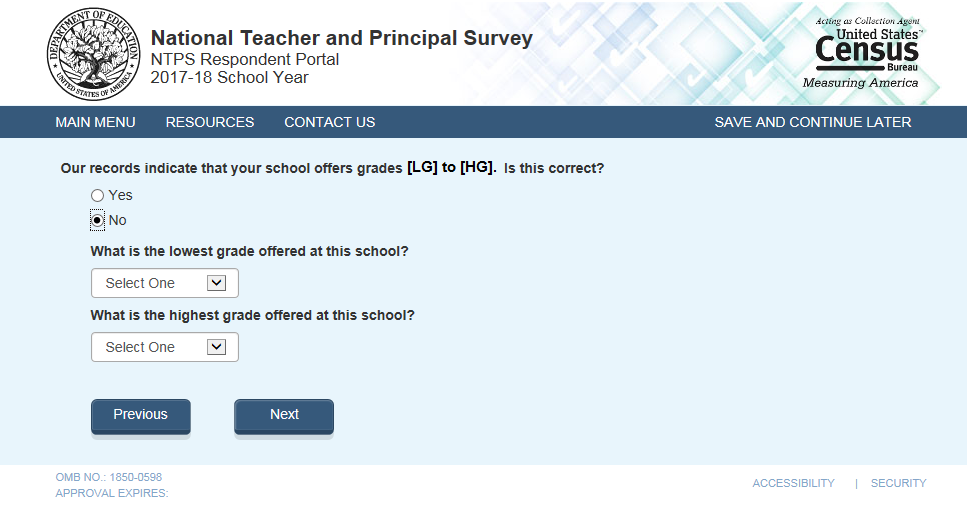 DEPARTMENT OF EDUCATION
UNITED STATES OF AMERICA
National Teacher and Principal Survey
NTPS Respondent Portal
2017-18 School Year
Acting as Collection Agent
United States™
Census
Bureau
Measuring America
MAIN MENU RESOURCES CONTACT US SAVE AND CONTINUE LATER
Our records indicate that your school offers grades [LG] to [HG]. Is this correct?
Yes
No
What is the lowest grade offered at this school?
Select One
What is the highest grade offered at this school?
Select One
Previous Next
OMB NO.: 1850-0598
APPROVAL EXPIRES:
ACCESSIBILITY | SECURITY